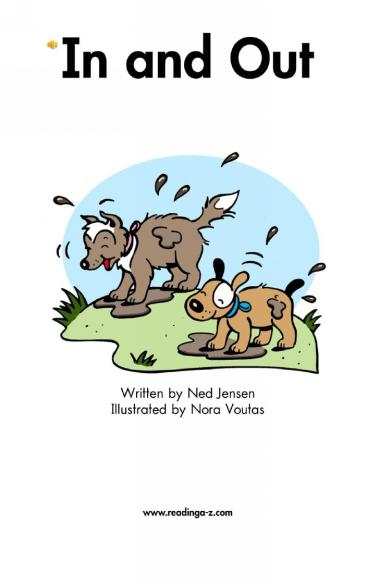 In and Out
Written by Ned Jensen
Illustrated by Nora Voutas
www.readinga-z.com